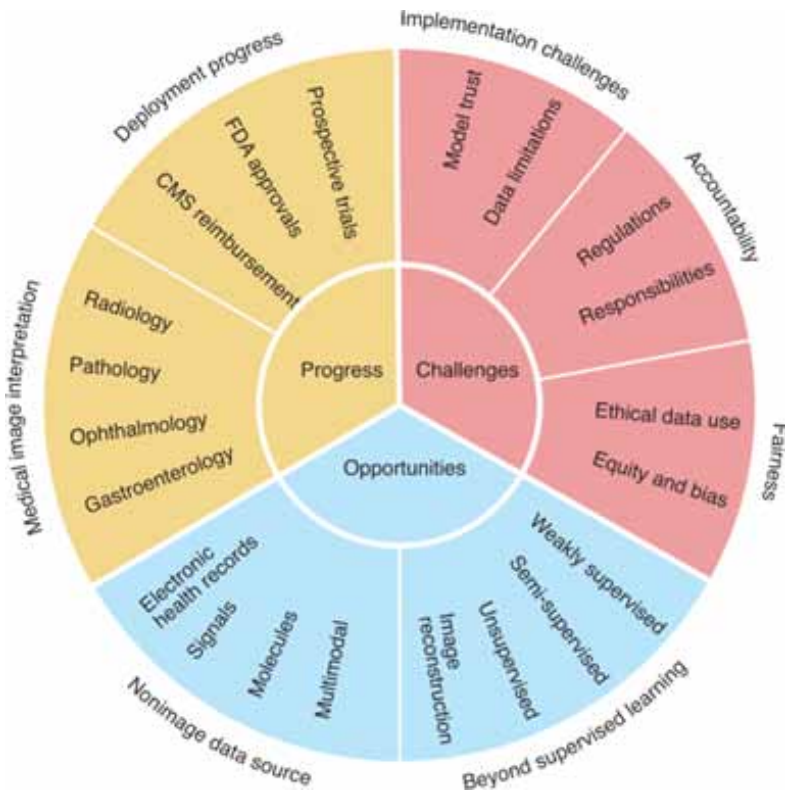 Deployment progress
Prospective trials
FDA approvals
CMS reimbursement
Medical image interpretation
Radiology
Pathology
Ophthalmology
Gastroenterology
Progress
Implementation challenges
Model trust
Data limitations
Accountability
Regulations
Responsibilities
Fairness
Ethical data use
Equity and bias
Challenges
Opportunities
Nonimage data source
Electronic
health records
Signals
Molecules
Multimodal
Beyond supervised learning
Image
reconstruction
Unsupervised
Semi-supervised
Weakly supervised